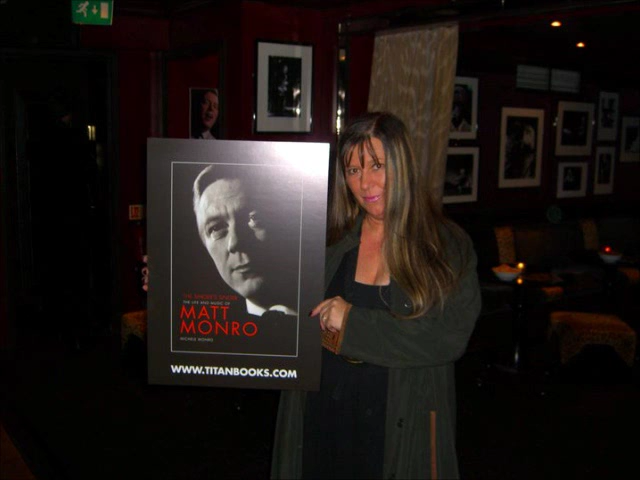 THE SINGER'S SINGER
THE LIFE AND MUSIC OF
MATT
MONRO
MICHELE MONRO
WWW.TITANBOOKS.COM